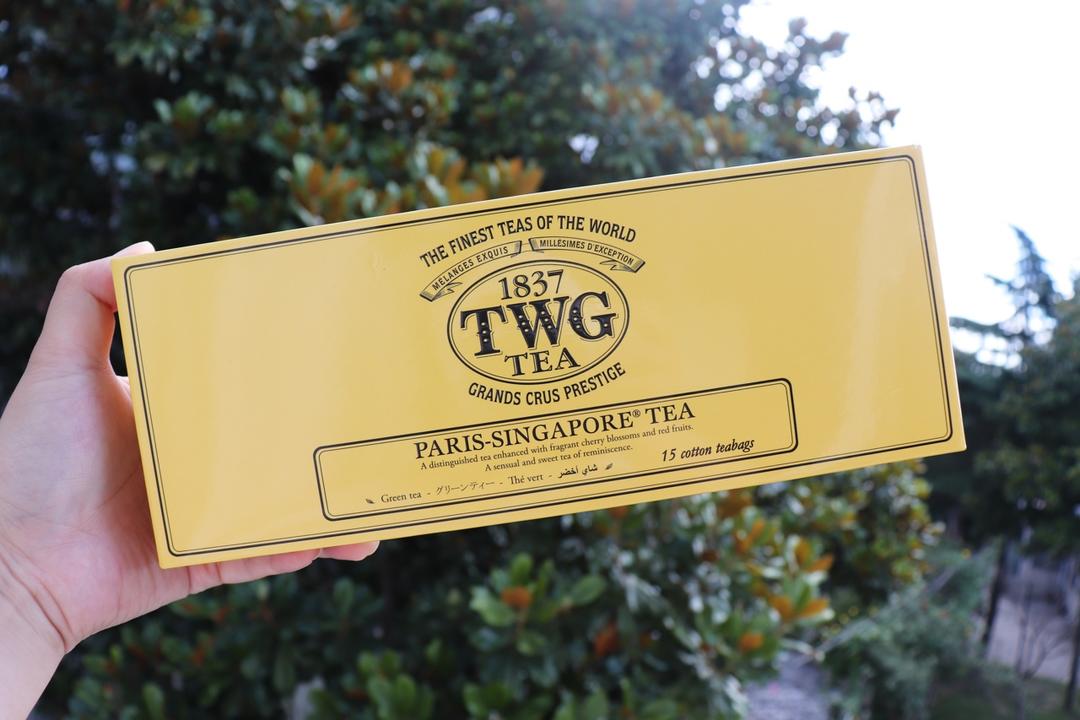 THE FINEST TEAS OF THE WORLD
MÉLANGES EXQUIS MILLÉSIMES D'EXCEPTION
1837
TWG
TEA
GRANDS CRUS PRESTIGE
PARIS-SINGAPORE® TEA
A distinguished tea enhanced with fragrant cherry blossoms and red fruits.
A sensual and sweet tea of reminiscence.
15 cotton teabags
Green tea - グリーンティー - Thé vert - شاي أخضر